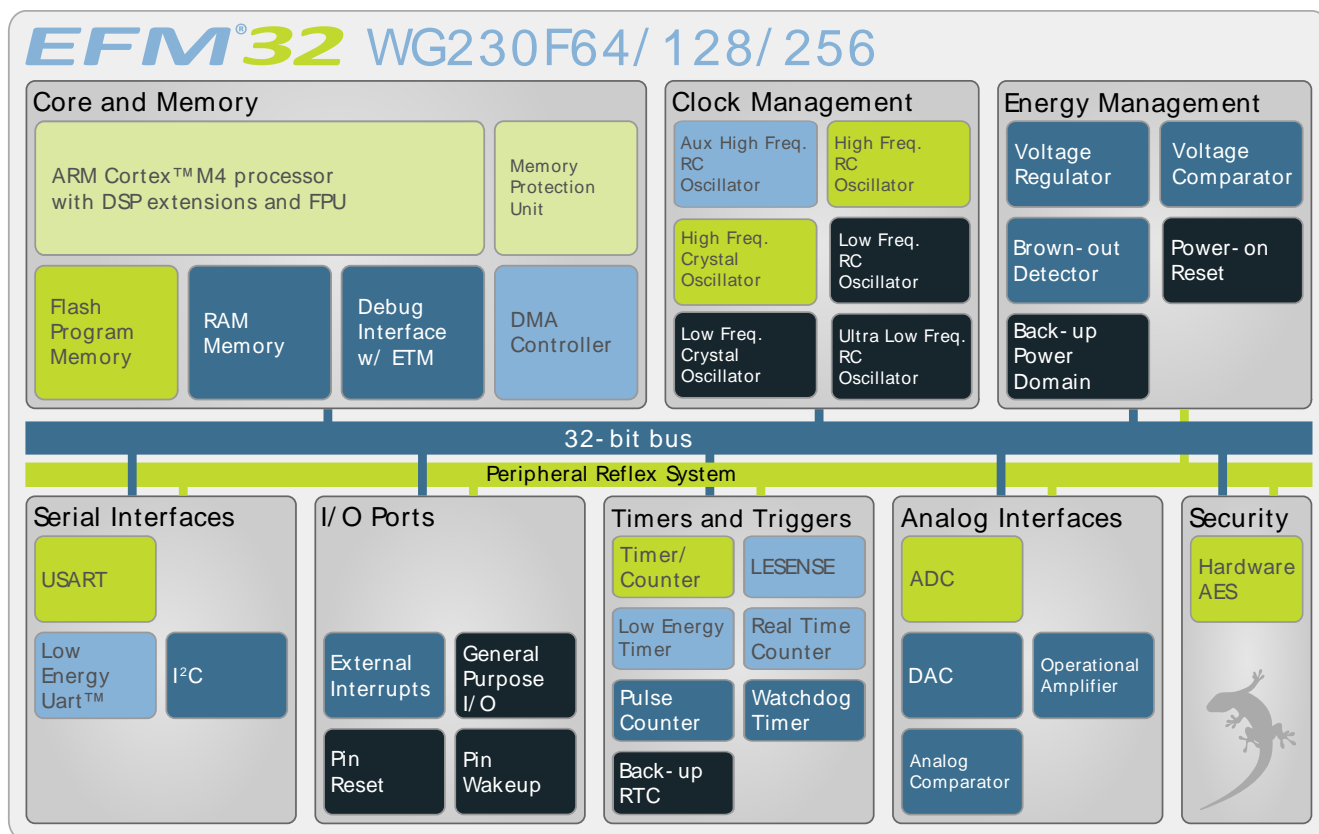 EFM®32 WG230F64/128/256
Core and Memory
ARM Cortex™ M4 processor
with DSP extensions and FPU
Memory
Protection
Unit
Flash
Program
Memory
RAM
Memory
Debug
Interface
w/ ETM
DMA
Controller
Clock Management
Aux High Freq.
RC
Oscillator
High Freq.
RC
Oscillator
High Freq.
Crystal
Oscillator
Low Freq.
RC
Oscillator
Low Freq.
Crystal
Oscillator
Ultra Low Freq.
RC
Oscillator
Energy Management
Voltage
Regulator
Voltage
Comparator
Brown-out
Detector
Power-on
Reset
Back-up
Power
Domain
32-bit bus
Peripheral Reflex System
Serial Interfaces
USART
Low
Energy
Uart™
I²C
I/O Ports
External
Interrupts
General
Purpose
I/O
Pin
Reset
Pin
Wakeup
Timers and Triggers
Timer/
Counter
LESENSE
Low Energy
Timer
Real Time
Counter
Pulse
Counter
Watchdog
Timer
Back-up
RTC
Analog Interfaces
ADC
DAC
Operational
Amplifier
Analog
Comparator
Security
Hardware
AES